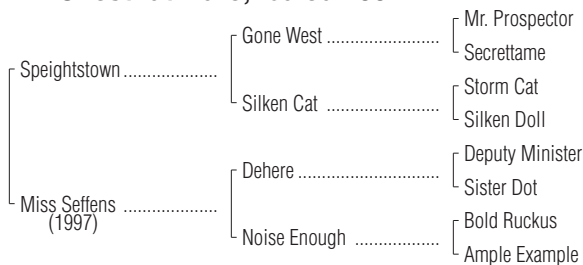 Mr. Prospector
Gone West ........................
Secrettame
Speightstown ....................
Storm Cat
Silken Cat ........................
Silken Doll
Deputy Minister
Dehere .............................
Sister Dot
Miss Seffens ....................
(1997)
Bold Ruckus
Noise Enough ..................
Ample Example